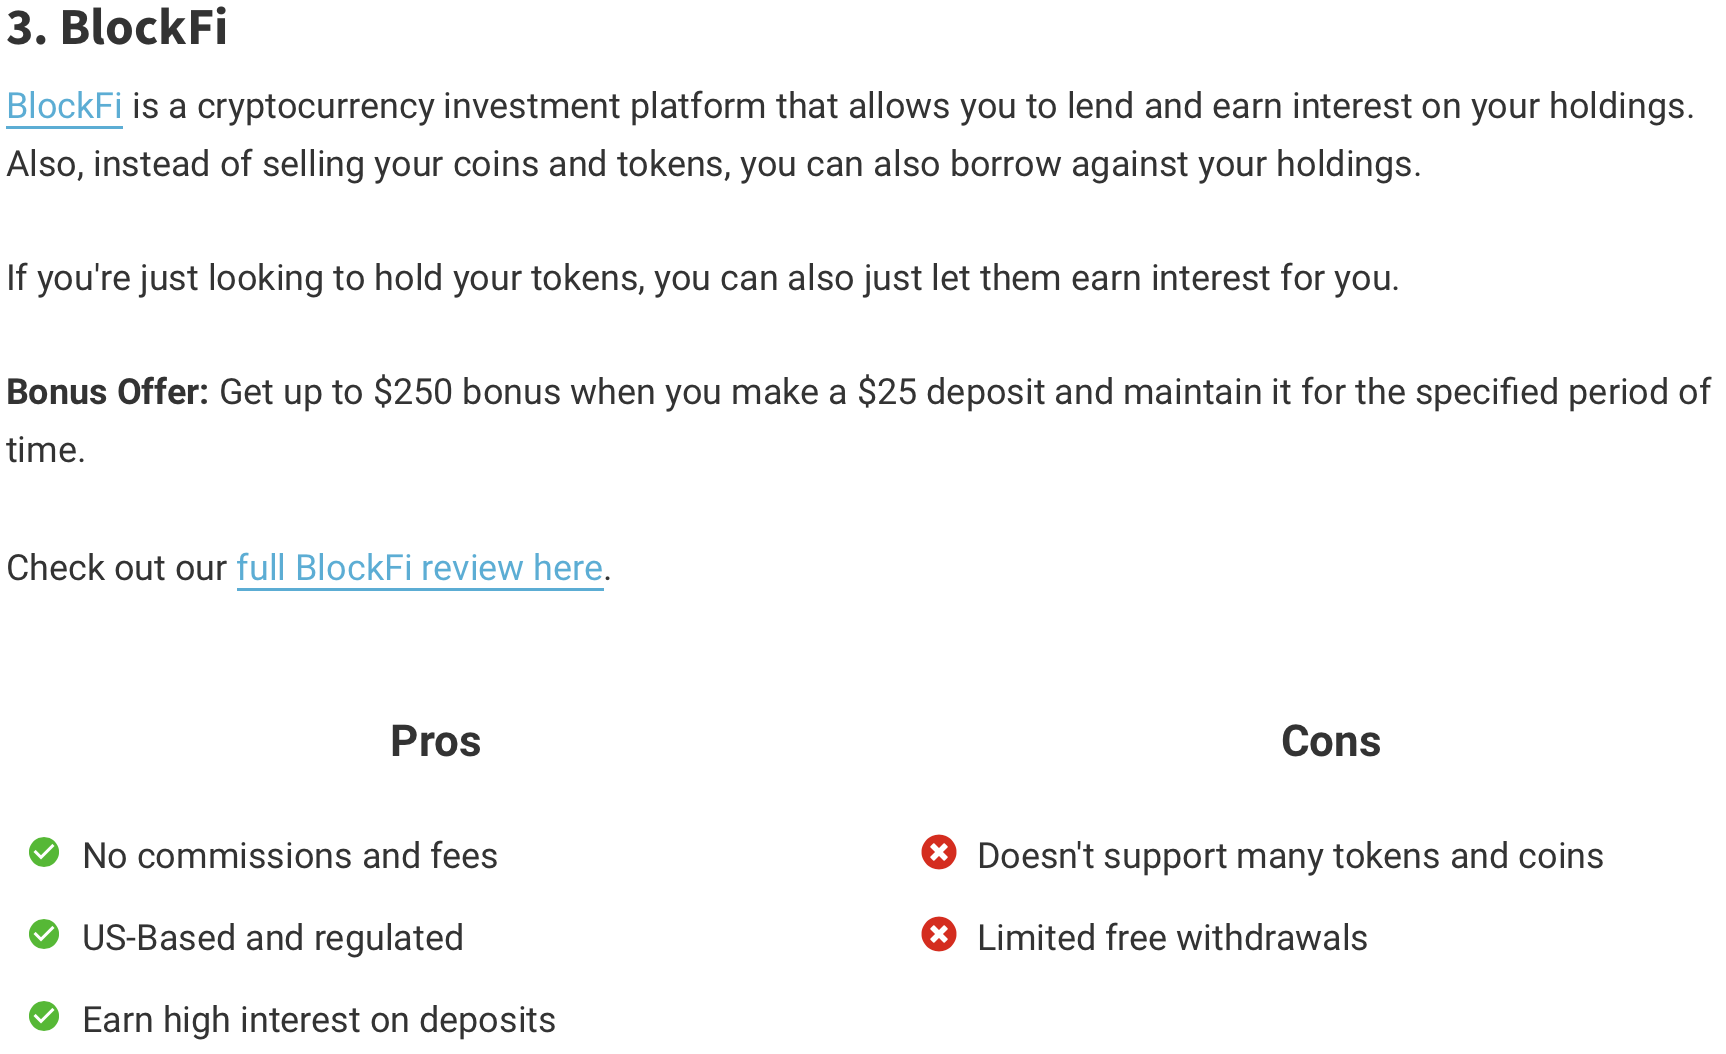 3. BlockFi
BlockFi is a cryptocurrency investment platform that allows you to lend and earn interest on your holdings.
Also, instead of selling your coins and tokens, you can also borrow against your holdings.
If you're just looking to hold your tokens, you can also just let them earn interest for you.
Bonus Offer: Get up to $250 bonus when you make a $25 deposit and maintain it for the specified period of
time.
Check out our full BlockFi review here.
Pros
No commissions and fees
US-Based and regulated
Earn high interest on deposits
Cons
Doesn't support many tokens and coins
Limited free withdrawals